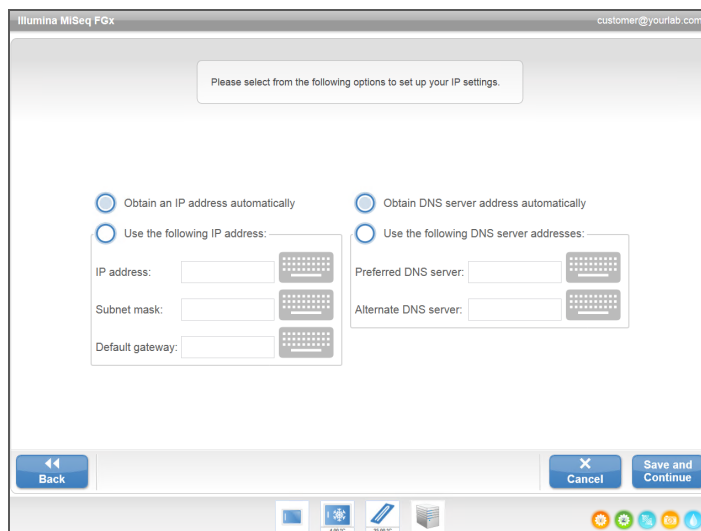 Illumina MiSeq FGx
customer@yourlab.com
Please select from the following options to set up your IP settings.
Obtain an IP address automatically
Use the following IP address:
IP address:
Subnet mask:
Default gateway:
Obtain DNS server address automatically
Use the following DNS server addresses:
Preferred DNS server:
Alternate DNS server:
Back
Cancel
Save and
Continue